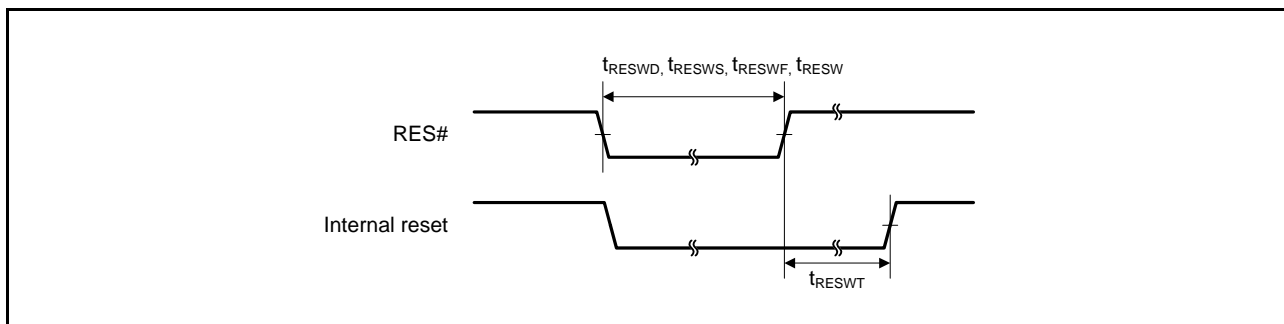 tRESWD, tRESWS, tRESWF, tRESW
RES#
Internal reset
tRESWT